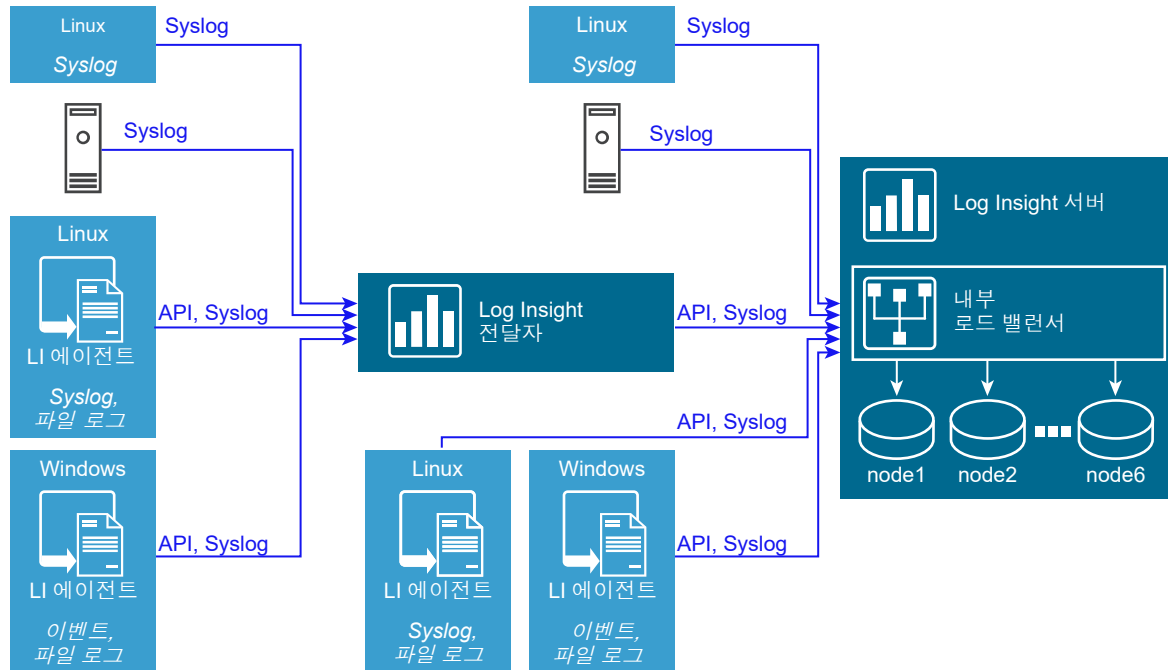 Linux
Syslog
Syslog
Syslog
Linux
LI 에이전트
Syslog,
파일 로그
API, Syslog
Windows
LI 에이전트
이벤트,
파일 로그
API, Syslog
Log Insight
전달자
API, Syslog
Linux
Syslog
Syslog
Syslog
Linux
LI 에이전트
Syslog,
파일 로그
API, Syslog
Windows
LI 에이전트
이벤트,
파일 로그
API, Syslog
Log Insight 서버
내부
로드 밸런서
node1
node2
node6